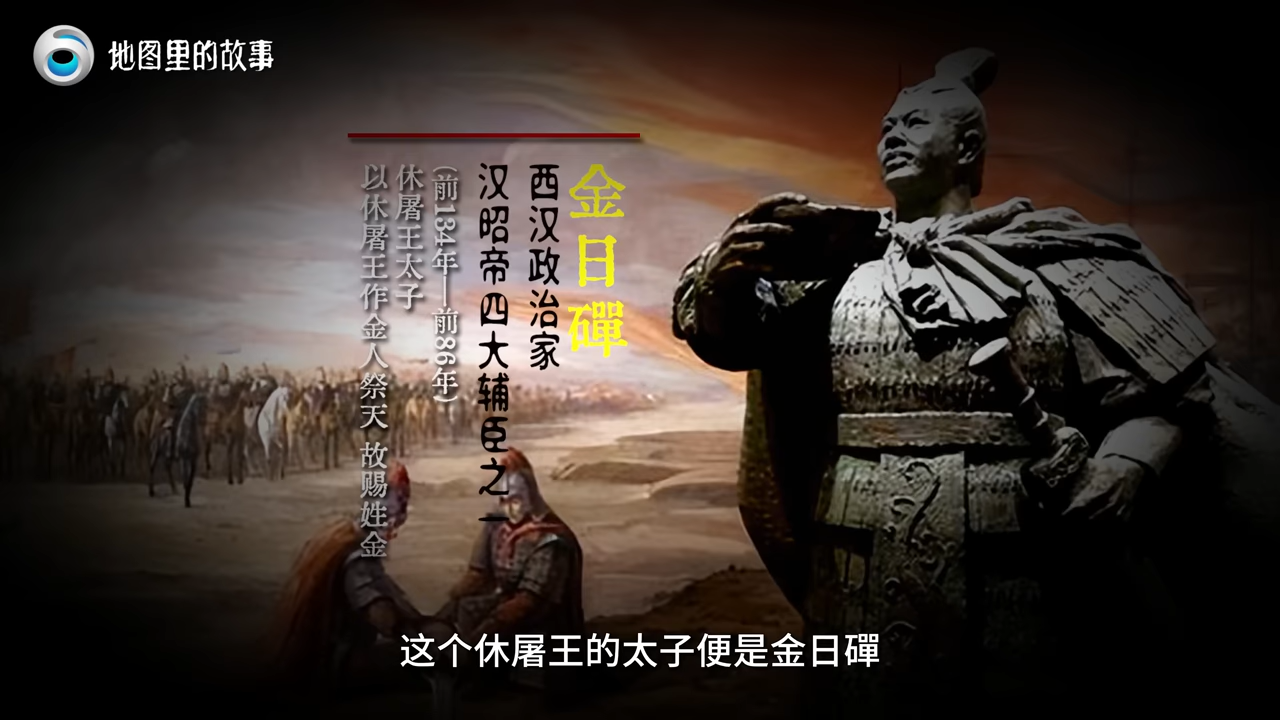 地图里的故事
金日磾
西汉政治家
汉昭帝四大辅臣之一
(前134年—前86年)
休屠王太子
以休屠王作金人祭天 故赐姓金
这个休屠王的太子便是金日磾